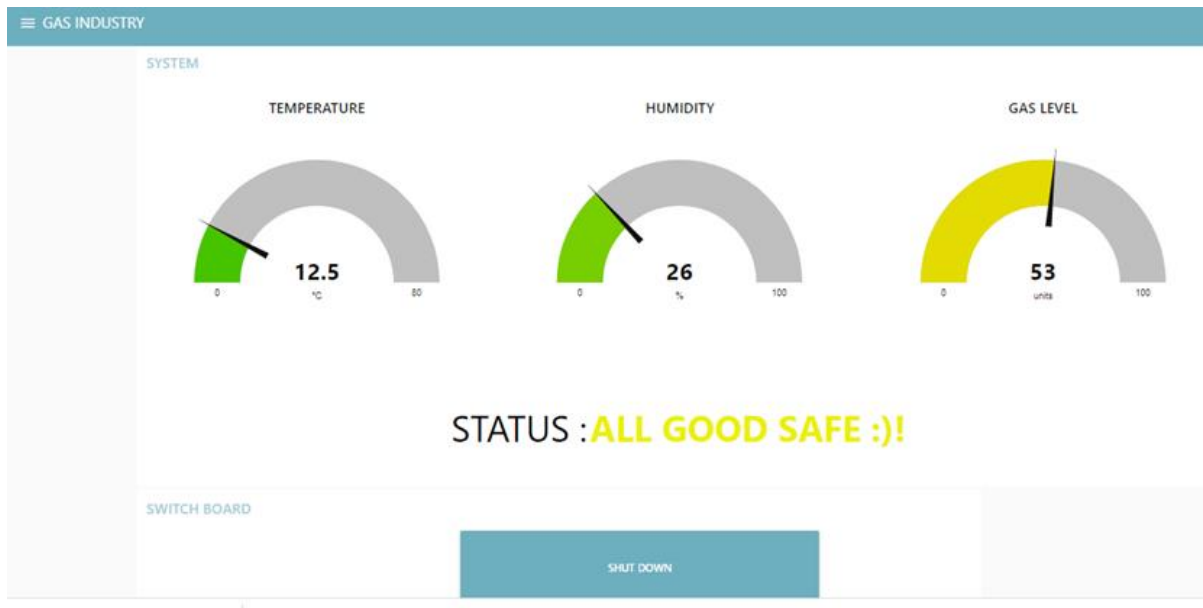 ≡ GAS INDUSTRY
SYSTEM
TEMPERATURE
HUMIDITY
GAS LEVEL
12.5
0 °C 80
26
0 % 100
53
0 units 100
STATUS : ALL GOOD SAFE :)!
SWITCH BOARD
SHUT DOWN